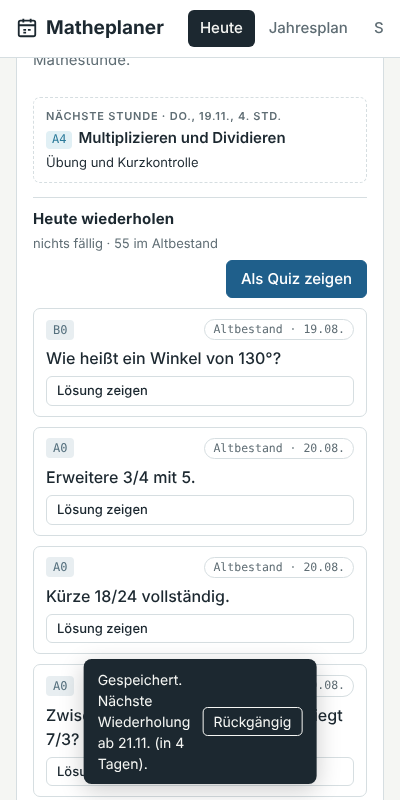 Matheplaner Heute Jahresplan S
Mathestunde.
NÄCHSTE STUNDE · DO., 19.11., 4. STD.
A4 Multiplizieren und Dividieren
Übung und Kurzkontrolle
Heute wiederholen
nichts fällig · 55 im Altbestand
Als Quiz zeigen
B0 Altbestand · 19.08.
Wie heißt ein Winkel von 130°?
Lösung zeigen
A0 Altbestand · 20.08.
Erweitere 3/4 mit 5.
Lösung zeigen
A0 Altbestand · 20.08.
Kürze 18/24 vollständig.
Lösung zeigen
A0 .08.
7/3?
Gespeichert.
Nächste
Wiederholung
ab 21.11. (in 4
Tagen).
Rückgängig